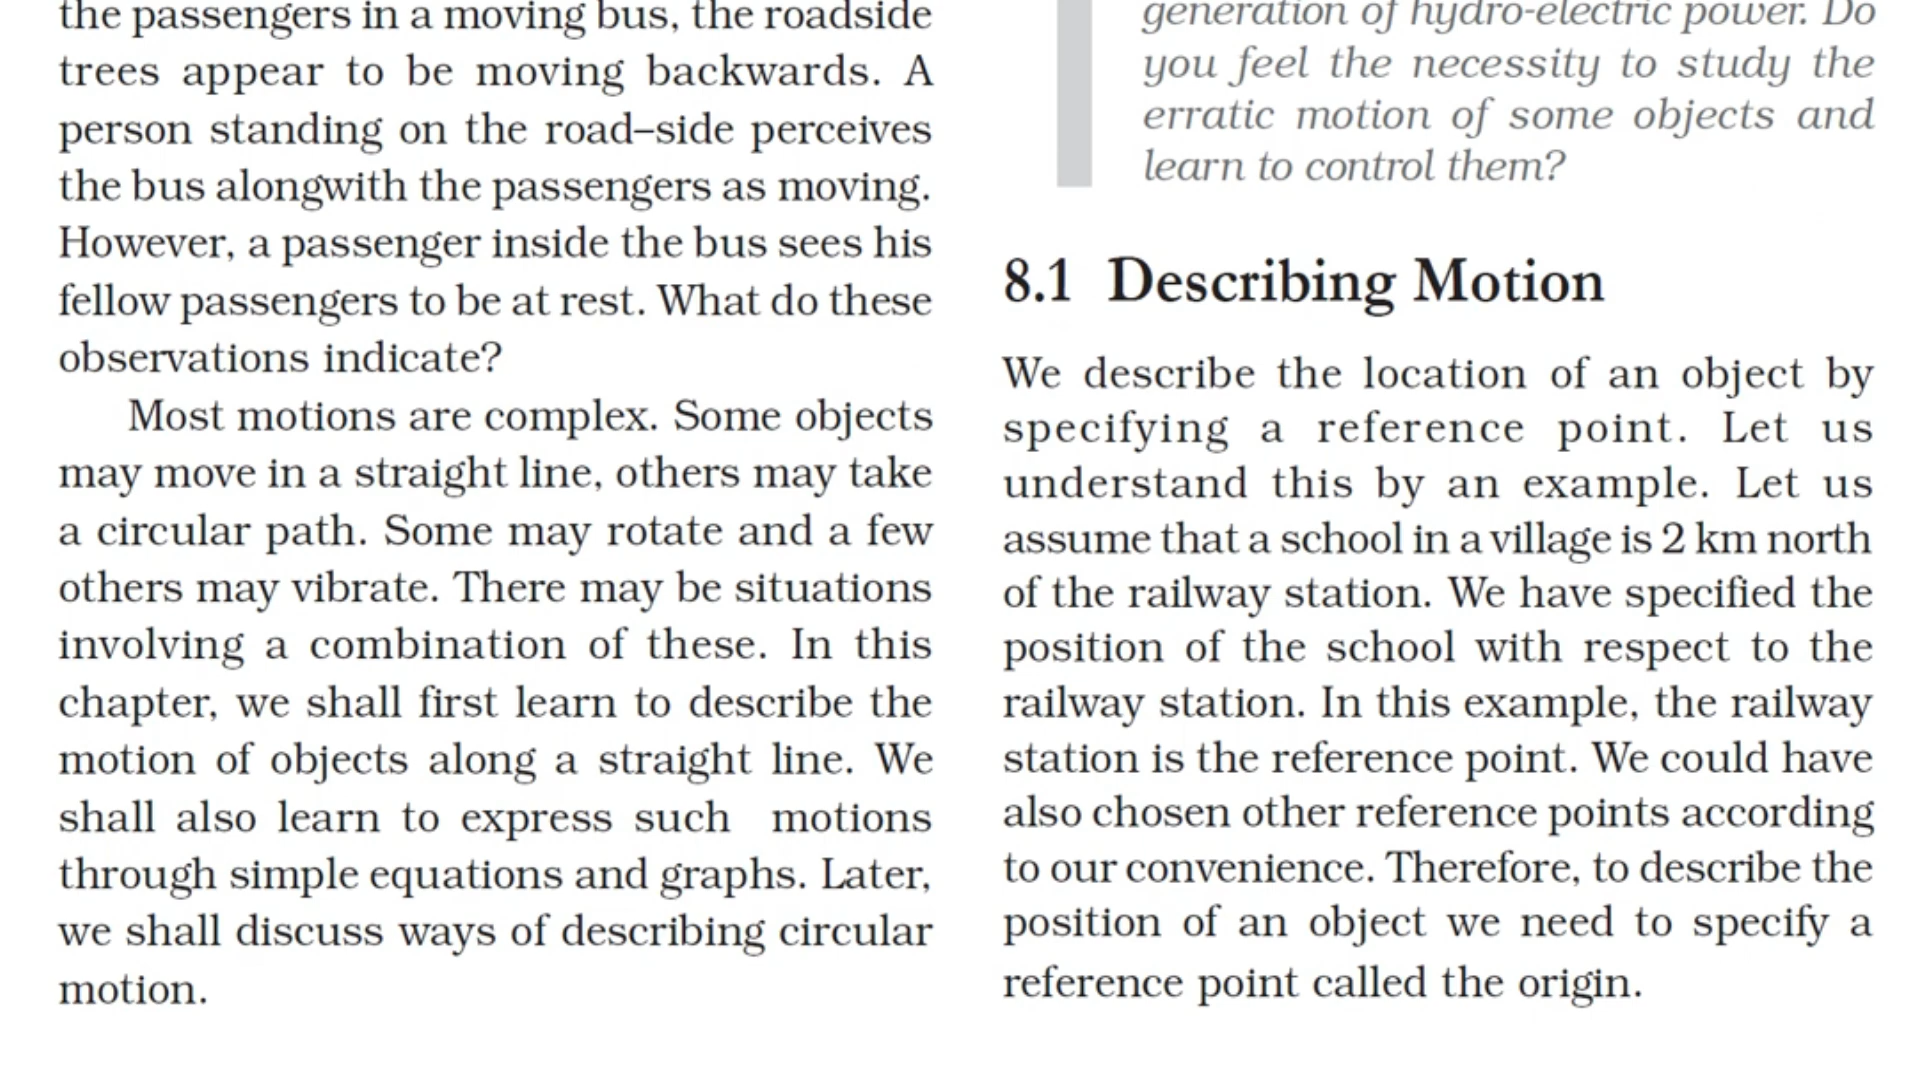 the passengers in a moving bus, the roadside
trees appear to be moving backwards. A
person standing on the road–side perceives
the bus alongwith the passengers as moving.
However, a passenger inside the bus sees his
fellow passengers to be at rest. What do these
observations indicate?
Most motions are complex. Some objects
may move in a straight line, others may take
a circular path. Some may rotate and a few
others may vibrate. There may be situations
involving a combination of these. In this
chapter, we shall first learn to describe the
motion of objects along a straight line. We
shall also learn to express such motions
through simple equations and graphs. Later,
we shall discuss ways of describing circular
motion.
generation of hydro-electric power. Do
you feel the necessity to study the
erratic motion of some objects and
learn to control them?
8.1 Describing Motion
We describe the location of an object by
specifying a reference point. Let us
understand this by an example. Let us
assume that a school in a village is 2 km north
of the railway station. We have specified the
position of the school with respect to the
railway station. In this example, the railway
station is the reference point. We could have
also chosen other reference points according
to our convenience. Therefore, to describe the
position of an object we need to specify a
reference point called the origin.